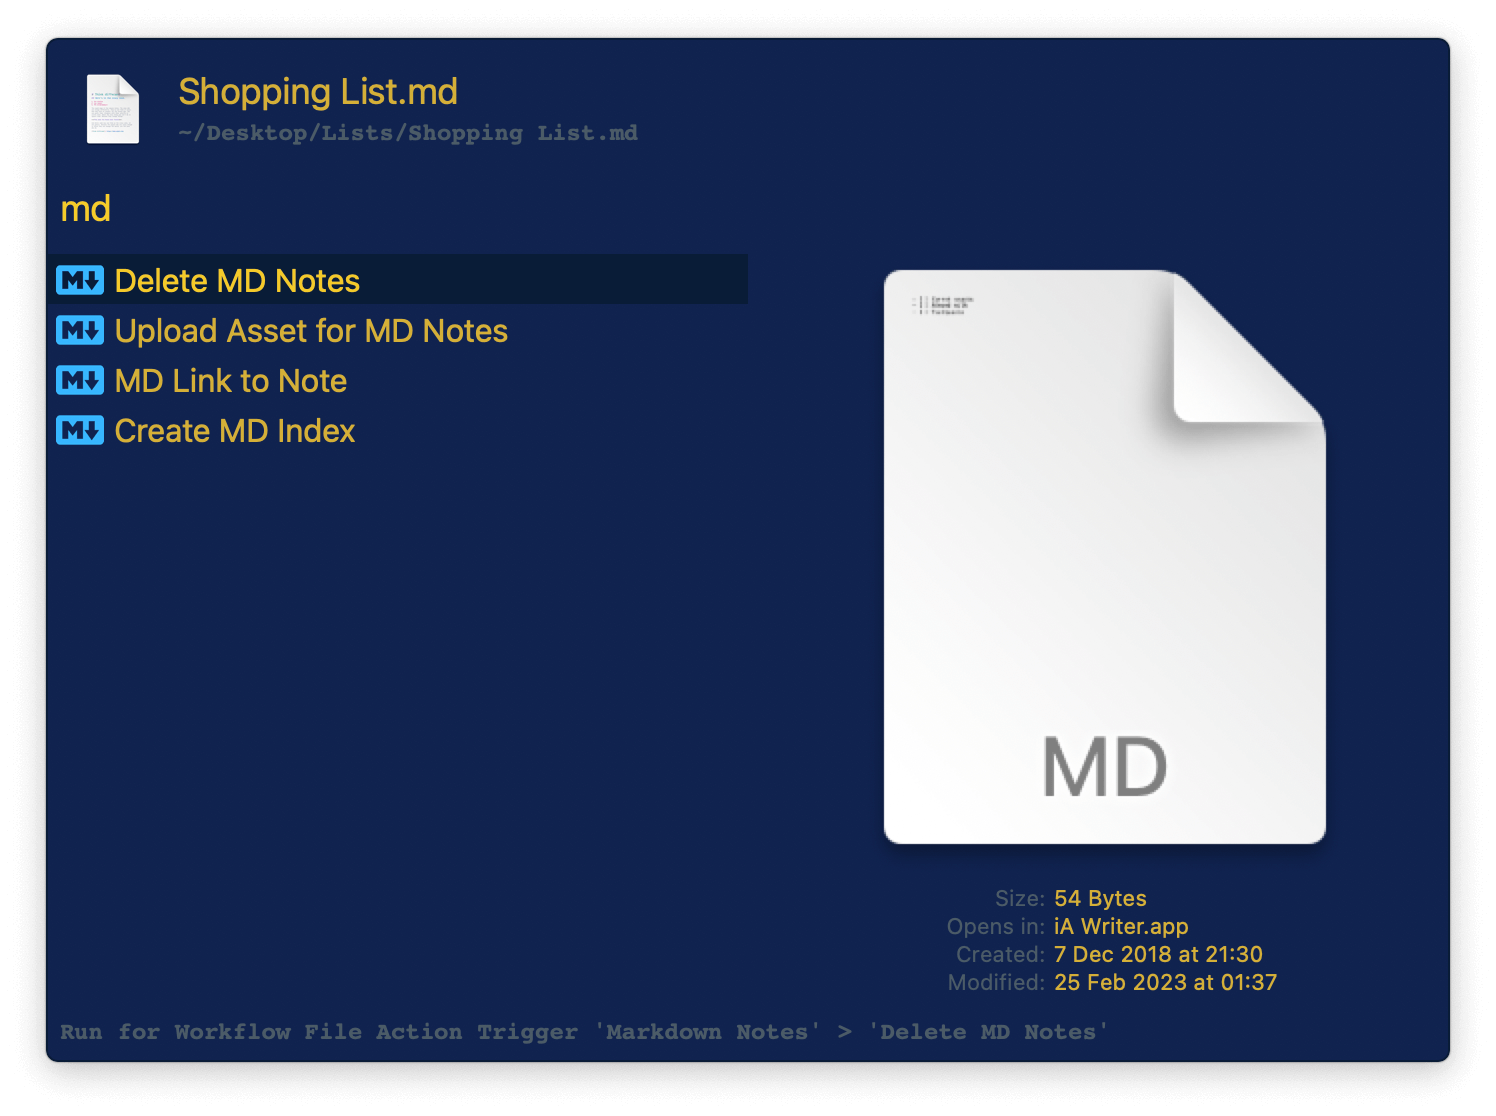 Shopping List.md
~/Desktop/Lists/Shopping List.md
md
M Delete MD Notes
M Upload Asset for MD Notes
M MD Link to Note
M Create MD Index
MD
Size: 54 Bytes
Opens in: iA Writer.app
Created: 7 Dec 2018 at 21:30
Modified: 25 Feb 2023 at 01:37
Run for Workflow File Action Trigger 'Markdown Notes' > 'Delete MD Notes'